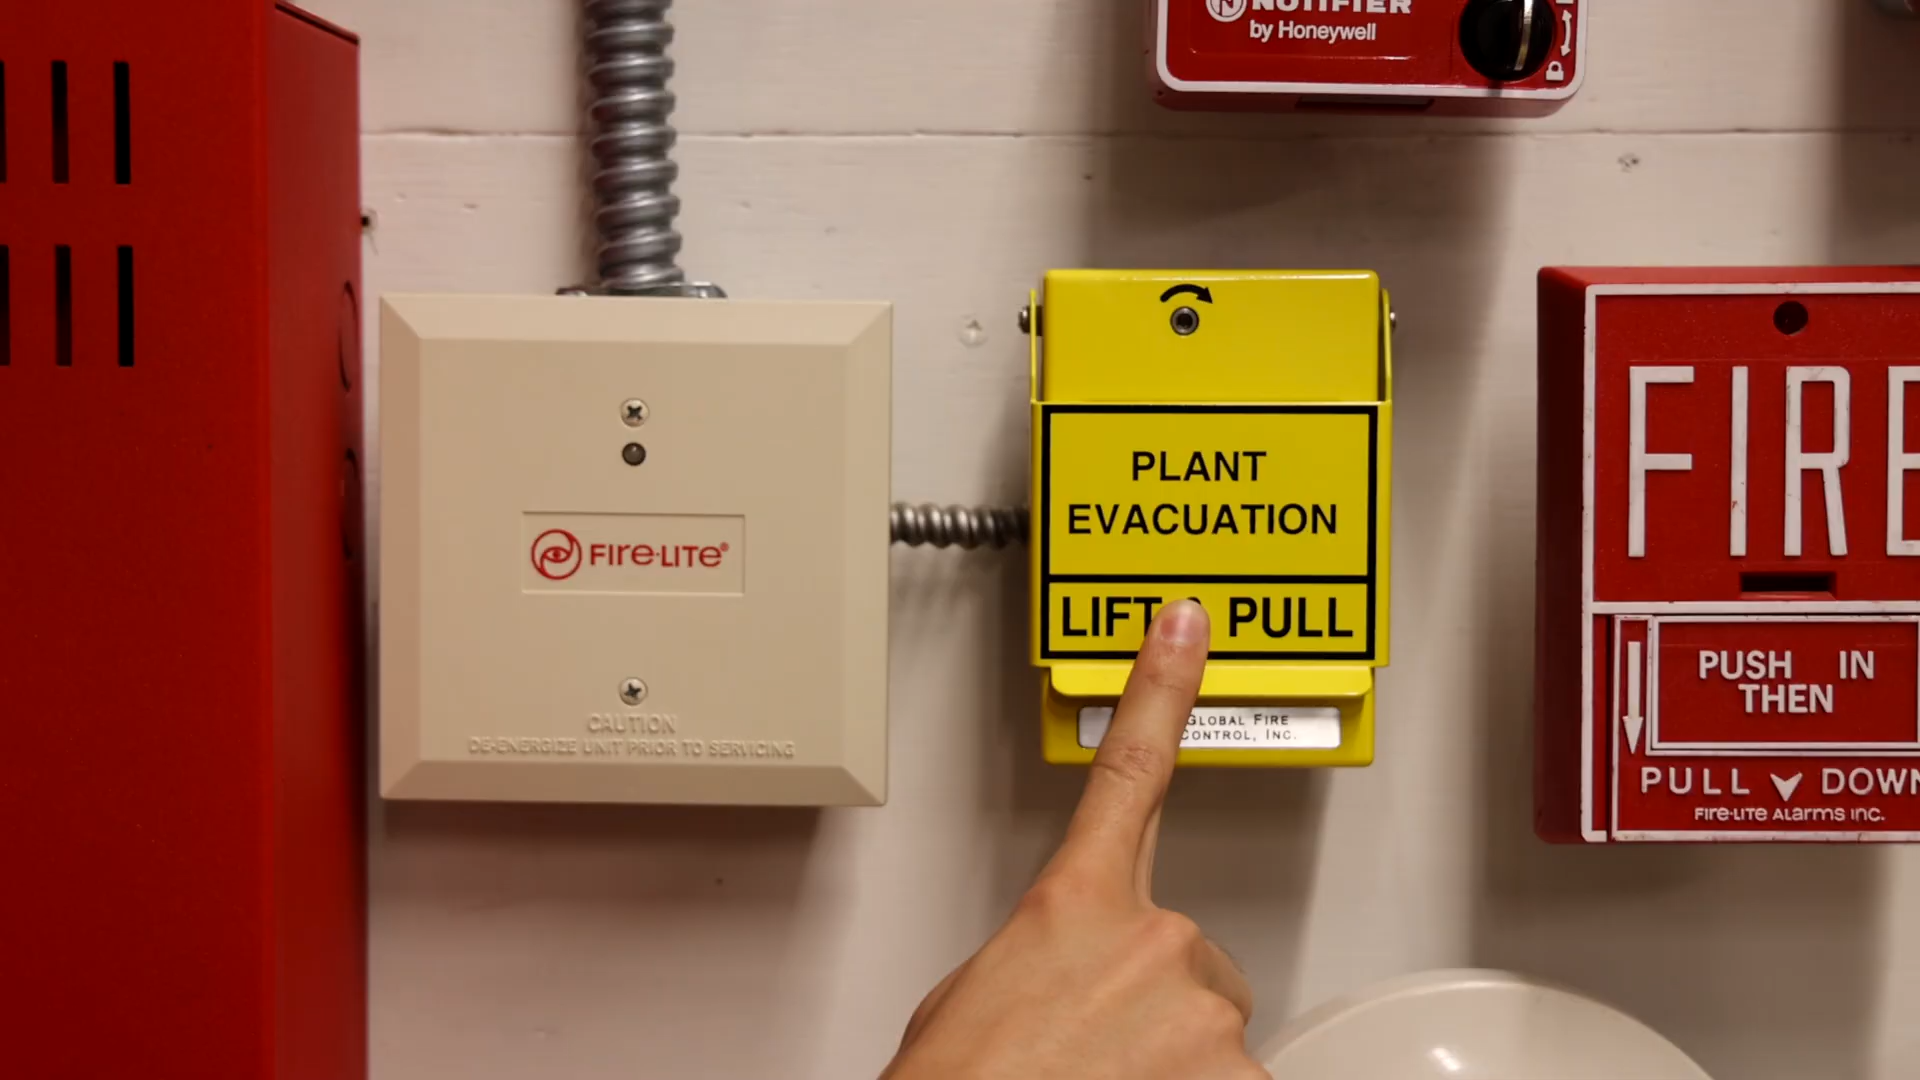 NOTIFIER
by Honeywell
FIRE•LITE®
CAUTION
DE-ENERGIZE UNIT PRIOR TO SERVICING
PLANT
EVACUATION
LIFT PULL
GLOBAL FIRE
CONTROL, INC.
FIRE
PUSH IN
THEN
PULL DOWN
FIRE•LITE ALARMS INC.